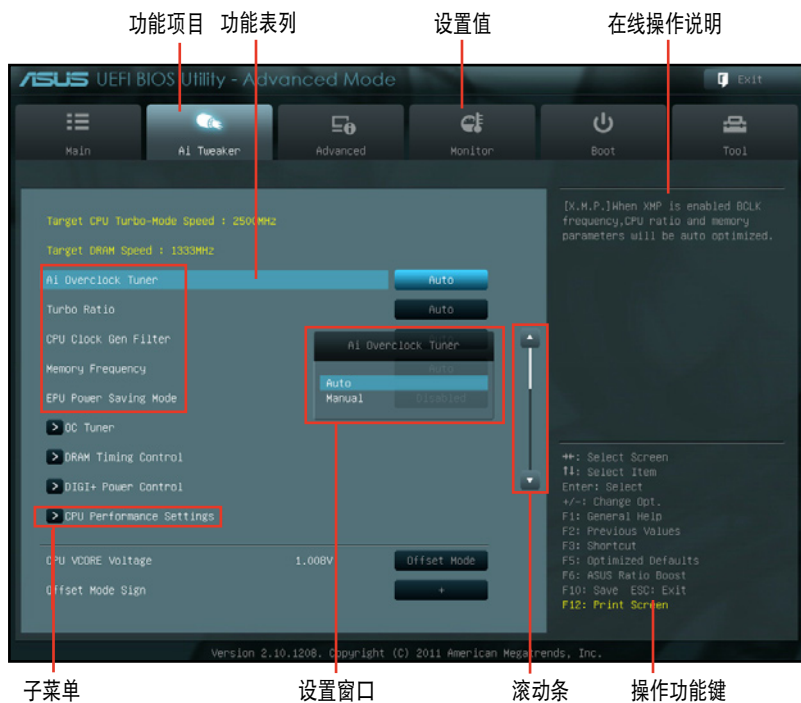 功能项目 功能表列 设置值 在线操作说明
ASUS UEFI BIOS Utility - Advanced Mode
Exit
Main
Ai Tweaker
Advanced
Monitor
Boot
Tool
Target CPU Turbo-Mode Speed : 2500MHz
Target DRAM Speed : 1333MHz
Ai Overclock Tuner Auto
Turbo Ratio Auto
CPU Clock Gen Filter
Memory Frequency Auto
EPU Power Saving Mode Disabled
> OC Tuner
> DRAM Timing Control
> DIGI+ Power Control
> CPU Performance Settings
CPU VCORE Voltage 1.008V Offset Mode
Offset Mode Sign +
Ai Overclock Tuner
Auto
Manual
[X.M.P.]When XMP is enabled BCLK
frequency,CPU ratio and memory
parameters will be auto optimized.
→←: Select Screen
↑↓: Select Item
Enter: Select
+/-: Change Opt.
F1: General Help
F2: Previous Values
F3: Shortcut
F5: Optimized Defaults
F6: ASUS Ratio Boost
F10: Save ESC: Exit
F12: Print Screen
Version 2.10.1208. Copyright (C) 2011 American Megatrends, Inc.
子菜单 设置窗口 滚动条 操作功能键